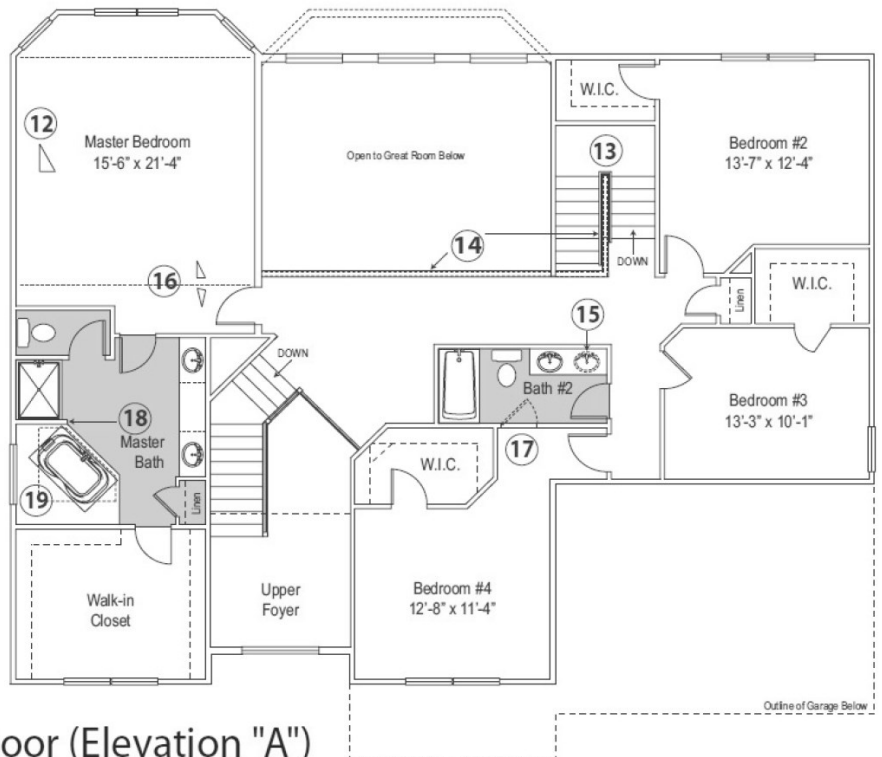 W.I.C.
12
Master Bedroom
15'-6" x 21'-4"
Open to Great Room Below
13
Bedroom #2
13'-7" x 12'-4"
14
DOWN
16
W.I.C.
Linen
15
DOWN
Bath #2
Bedroom #3
13'-3" x 10'-1"
18
Master
Bath
W.I.C.
17
19
Linen
Walk-in
Closet
Upper
Foyer
Bedroom #4
12'-8" x 11'-4"
Outline of Garage Below
oor (Elevation "A")